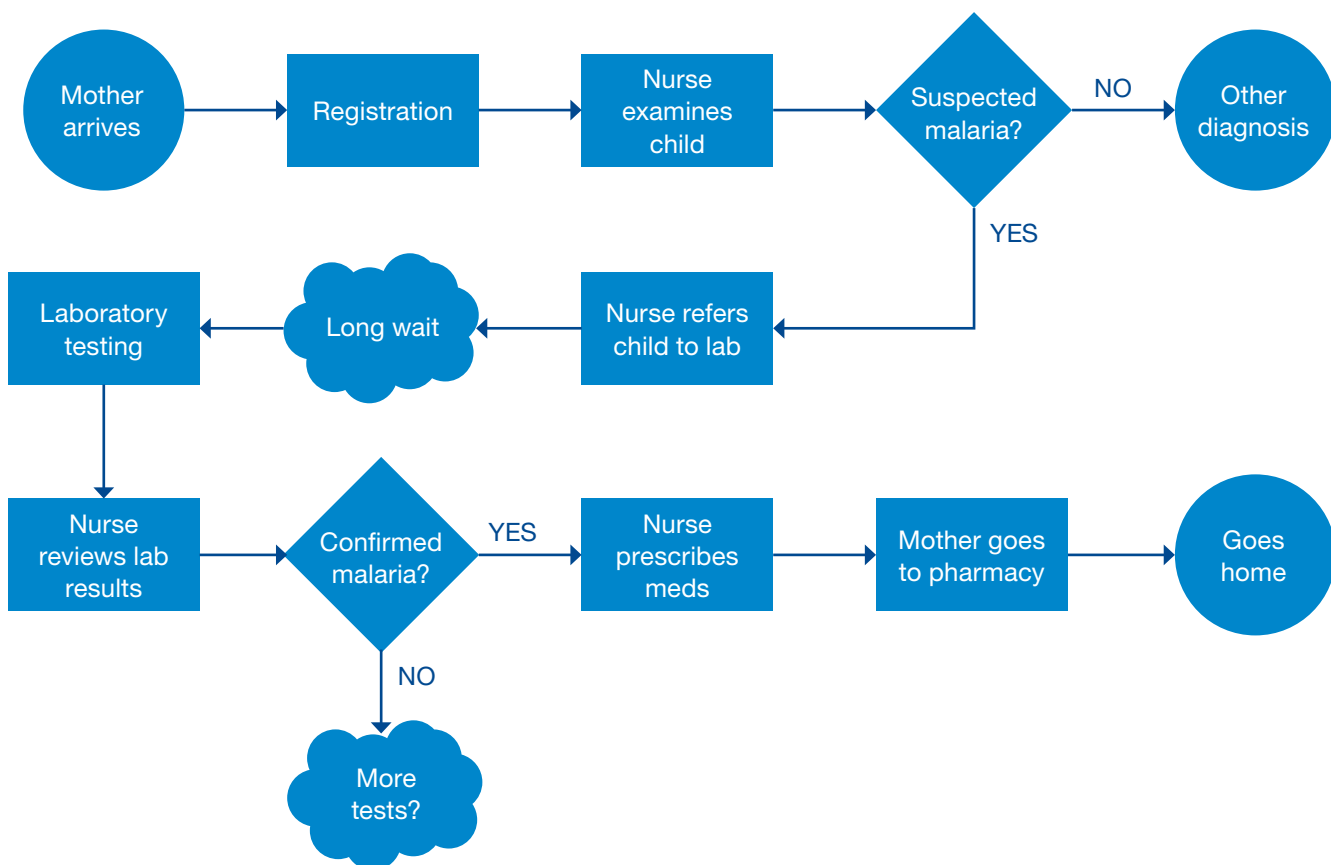 Mother
arrives
Registration
Nurse
examines
child
Suspected
malaria?
NO
Other
diagnosis
YES
Laboratory
testing
Long wait
Nurse refers
child to lab
Nurse
reviews lab
results
Confirmed
malaria?
YES
Nurse
prescribes
meds
Mother goes
to pharmacy
Goes
home
NO
More
tests?